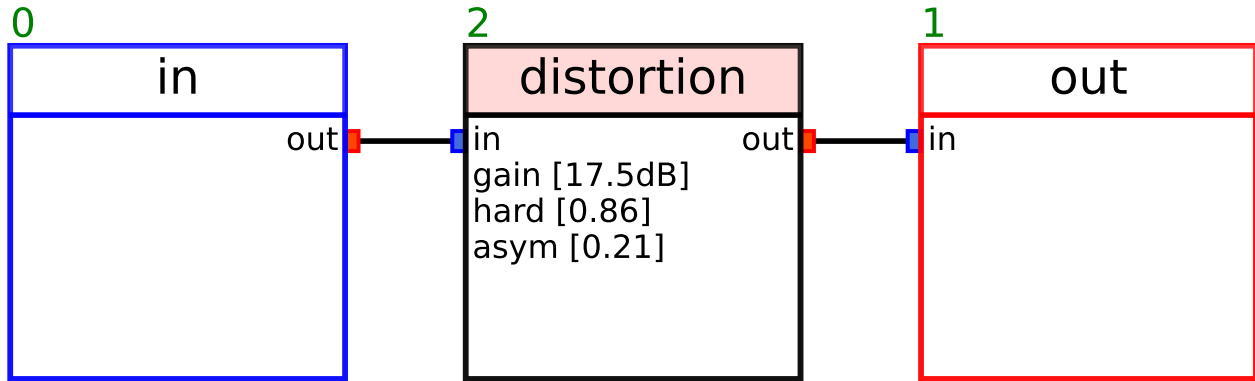 0
in
out
2
distortion
in
out
gain [17.5dB]
hard [0.86]
asym [0.21]
1
out
in